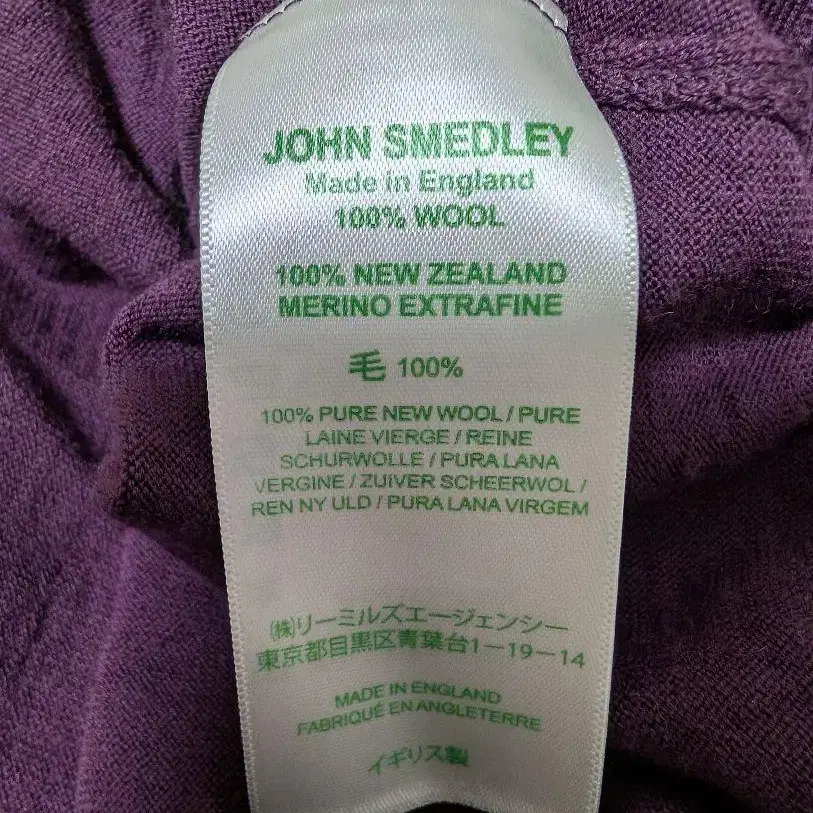 JOHN SMEDLEY
Made in England
100% WOOL
100% NEW ZEALAND
MERINO EXTRAFINE
毛 100%
100% PURE NEW WOOL / PURE
LAINE VIERGE / REINE
SCHURWOLLE / PURA LANA
VERGINE / ZUIVER SCHEERWOL /
REN NY ULD / PURA LANA VIRGEM
(株)リーミルズエージェンシー
東京都目黒区青葉台1-19-14
MADE IN ENGLAND
FABRIQUÉ EN ANGLETERRE
イギリス製